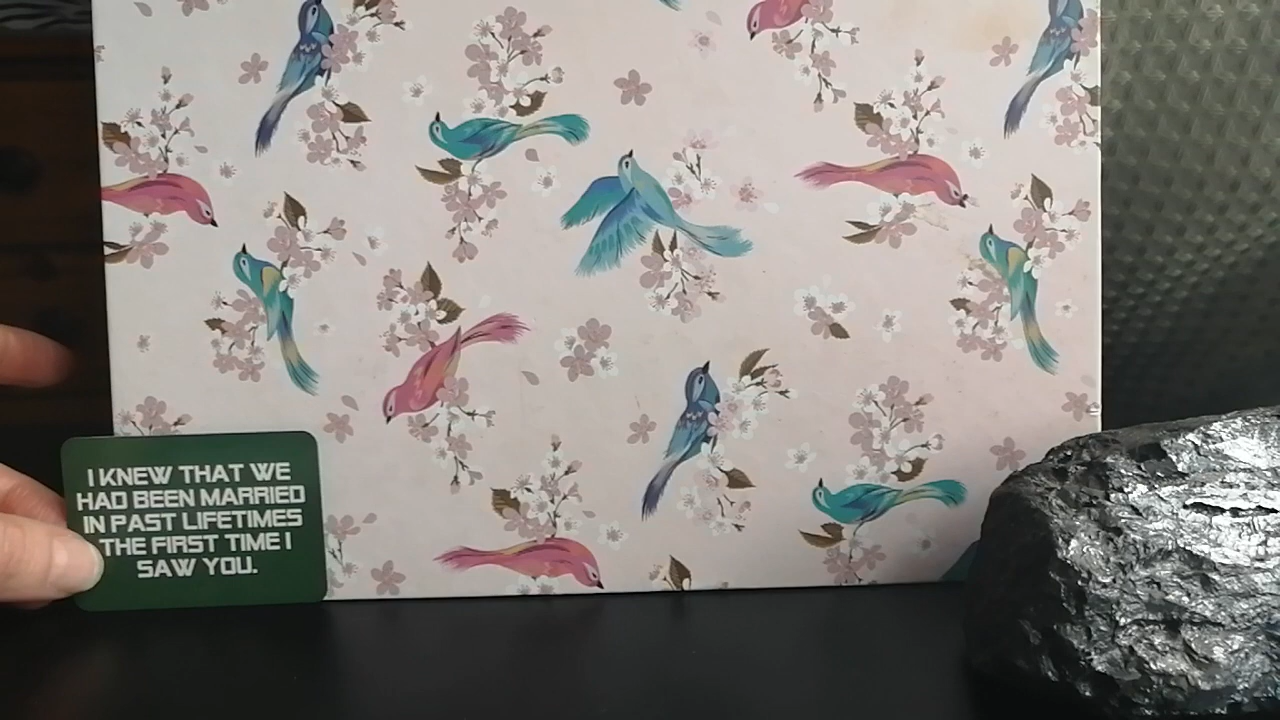 I KNEW THAT WE
HAD BEEN MARRIED
IN PAST LIFETIMES
THE FIRST TIME I
SAW YOU.